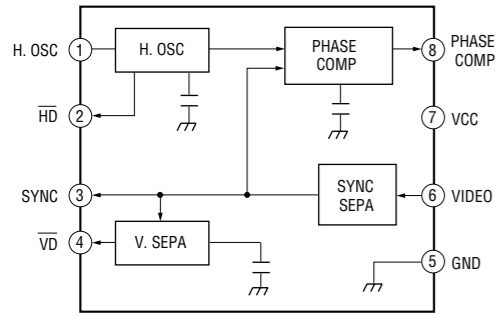 H. OSC
1
H. OSC
PHASE
COMP
8
PHASE
COMP
HD
2
7
VCC
SYNC
3
SYNC
SEPA
6
VIDEO
VD
4
V. SEPA
5
GND